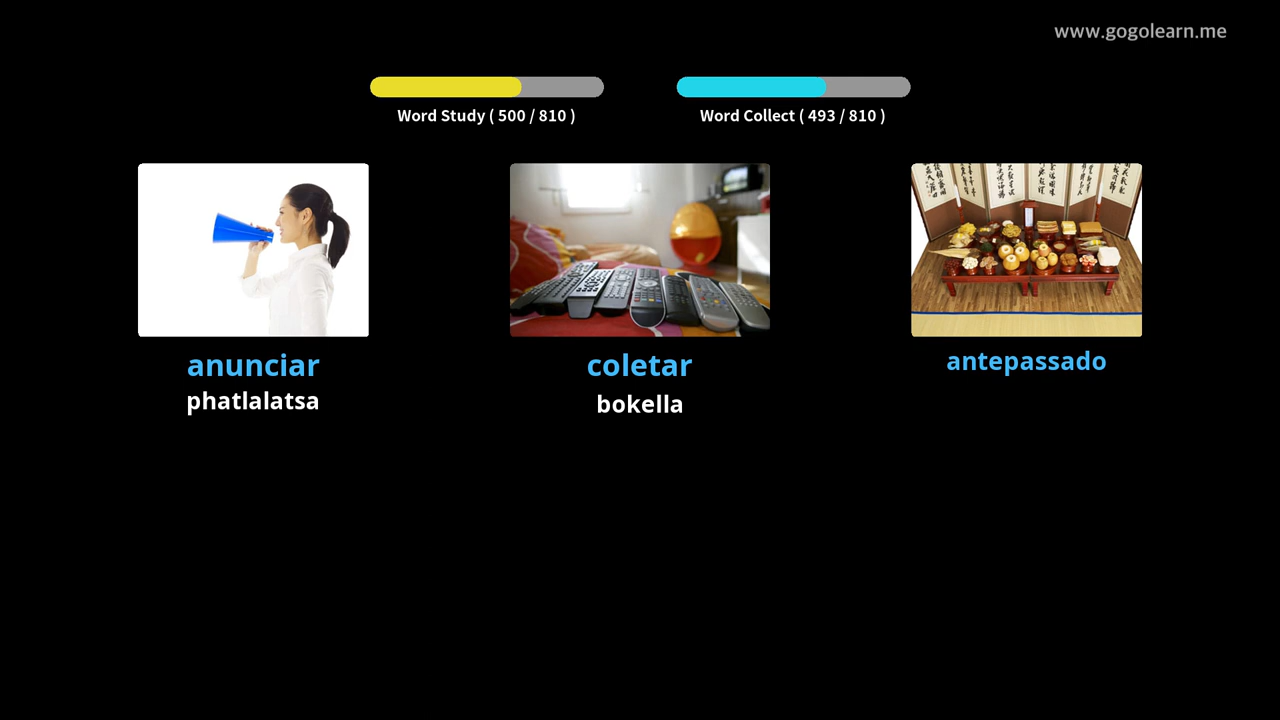 www.gogolearn.me
Word Study ( 500 / 810 )
Word Collect ( 493 / 810 )
anunciar
phatlalatsa
coletar
bokella
antepassado